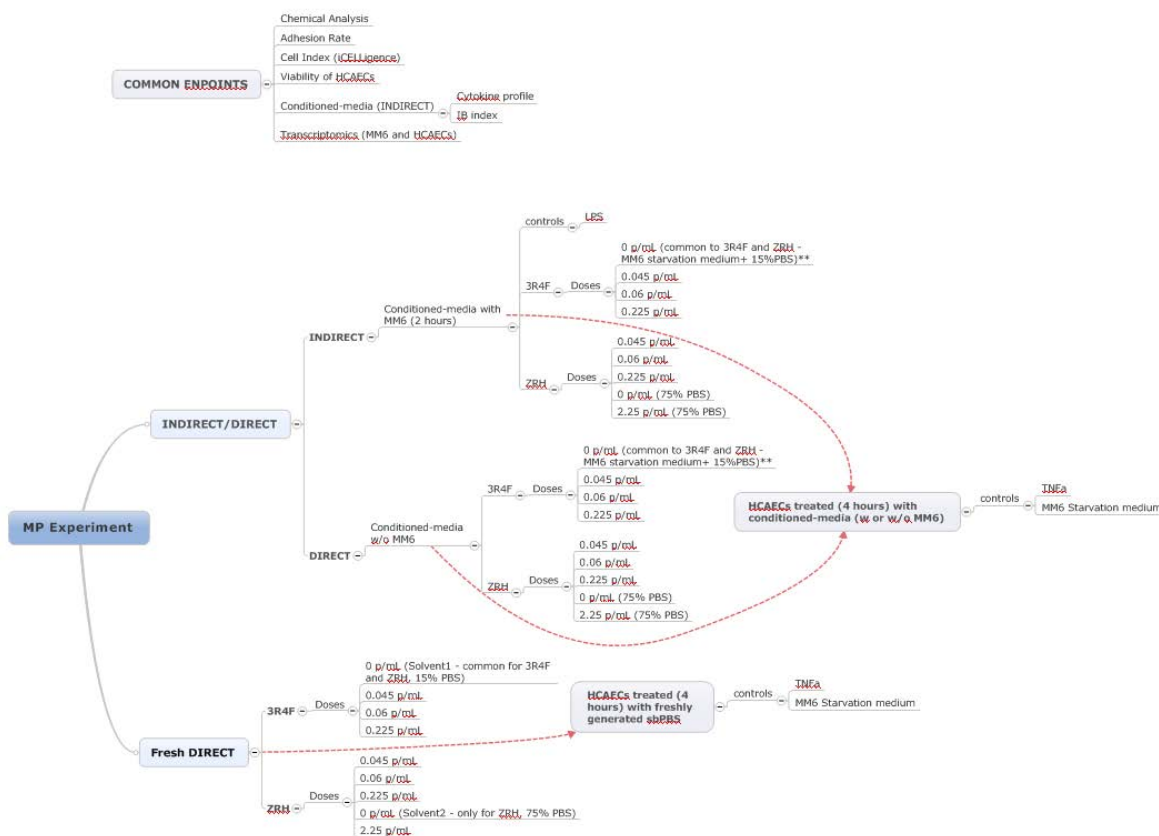 Chemical Analysis
Adhesion Rate
Cell Index (iCELLigence)
COMMON ENPOINTS
Viability of HCAECs
Conditioned-media (INDIRECT)
Cytokine profile
IB index
Transcriptomics (MM6 and HCAECs)
MP Experiment
INDIRECT/DIRECT
INDIRECT
Conditioned-media with
MM6 (2 hours)
controls
LPS
3R4F
Doses
0 p/mL (common to 3R4F and ZRH -
MM6 starvation medium+ 15%PBS)**
0.045 p/mL
0.06 p/mL
0.225 p/mL
ZRH
Doses
0.045 p/mL
0.06 p/mL
0.225 p/mL
0 p/mL (75% PBS)
2.25 p/mL (75% PBS)
DIRECT
Conditioned-media
w/o MM6
3R4F
Doses
0 p/mL (common to 3R4F and ZRH -
MM6 starvation medium+ 15%PBS)**
0.045 p/mL
0.06 p/mL
0.225 p/mL
ZRH
Doses
0.045 p/mL
0.06 p/mL
0.225 p/mL
0 p/mL (75% PBS)
2.25 p/mL (75% PBS)
HCAECs treated (4 hours) with
conditioned-media (w or w/o MM6)
controls
TNFa
MM6 Starvation medium
Fresh DIRECT
3R4F
Doses
0 p/mL (Solvent1 - common for 3R4F
and ZRH, 15% PBS)
0.045 p/mL
0.06 p/mL
0.225 p/mL
ZRH
Doses
0.045 p/mL
0.06 p/mL
0.225 p/mL
0 p/mL (Solvent2 - only for ZRH, 75% PBS)
2.25 p/mL
HCAECs treated (4
hours) with freshly
generated sbPBS
controls
TNFa
MM6 Starvation medium